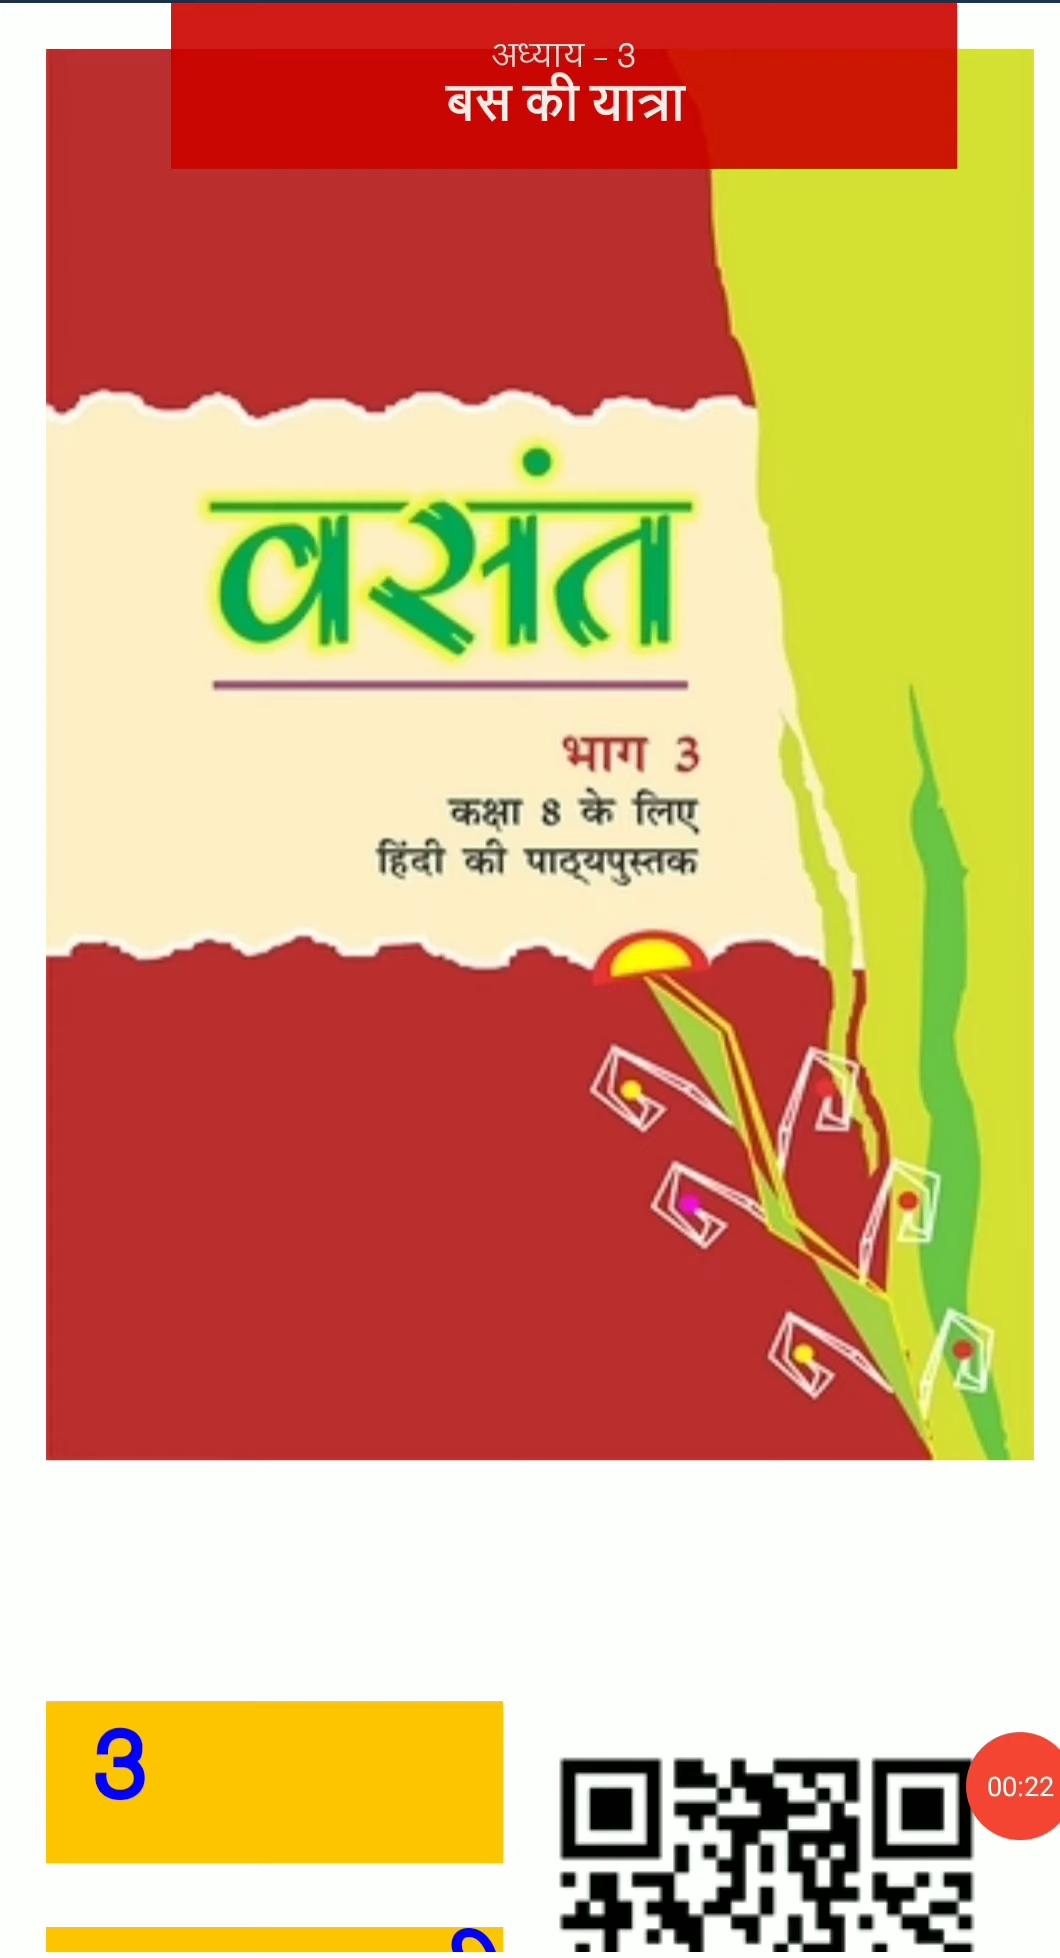 अध्याय – 3
बस की यात्रा
वसंत
भाग 3
कक्षा 8 के लिए
हिंदी की पाठ्यपुस्तक
3
00:22